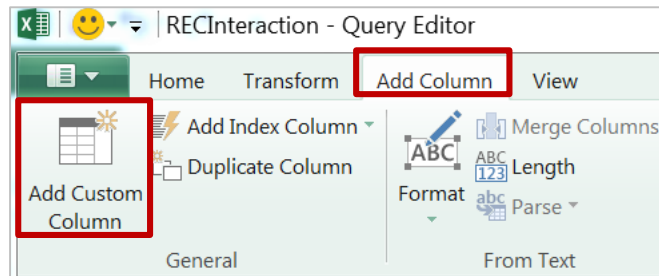 RECInteraction - Query Editor
Home Transform Add Column View
Add Custom Column
Add Index Column
Duplicate Column
General
ABC
Format
Merge Columns
ABC 123 Length
abc Parse
From Text